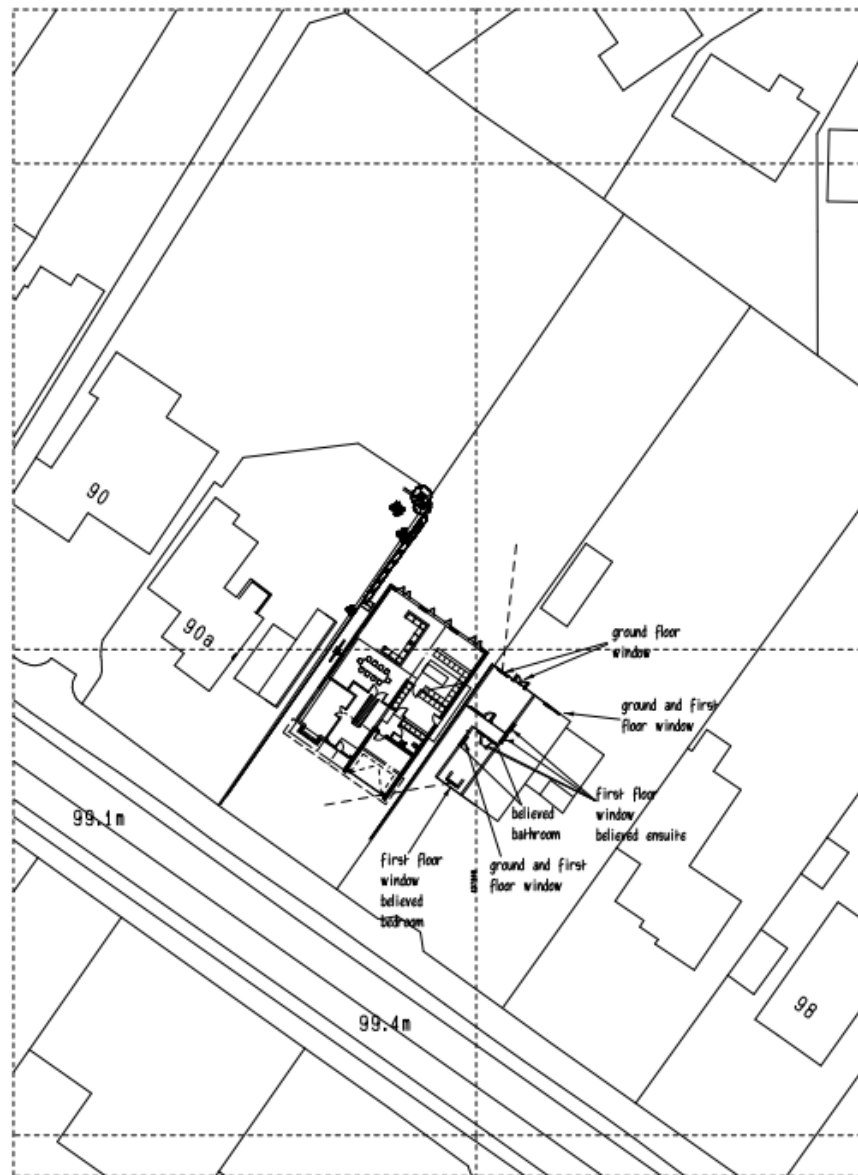 90
90a
ground floor
window
ground and first
floor window
first floor
window
believed ensuite
believed
bathroom
ground and first
floor window
first floor
window
believed
bedroom
99.1m
99.4m
98